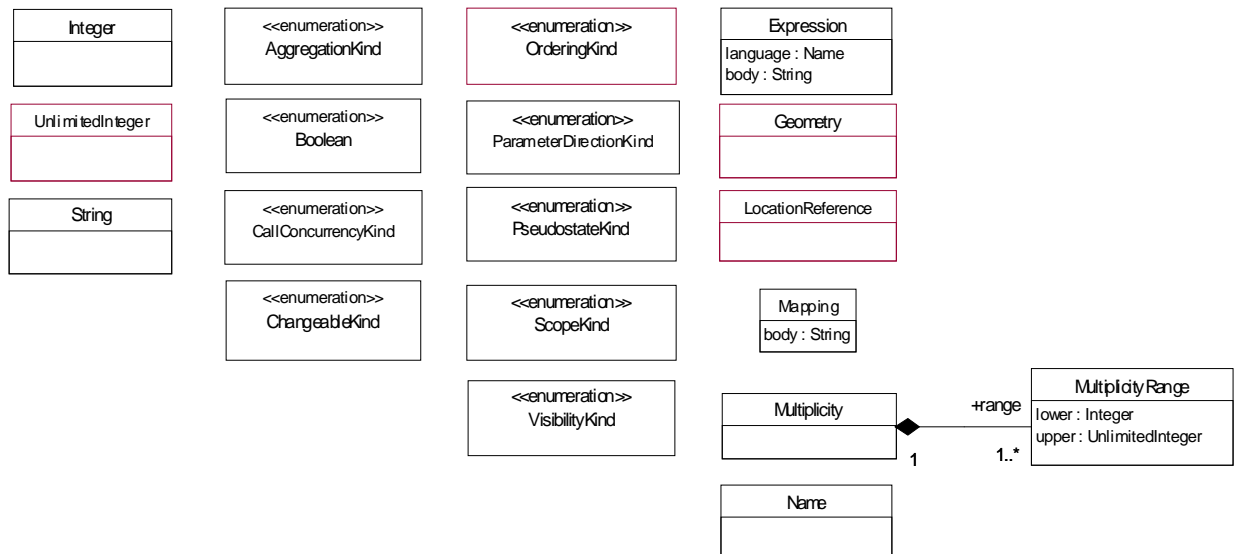 Integer
UnlimitedInteger
String
<<enumeration>>
AggregationKind
<<enumeration>>
Boolean
<<enumeration>>
CallConcurrencyKind
<<enumeration>>
ChangeableKind
<<enumeration>>
OrderingKind
<<enumeration>>
ParameterDirectionKind
<<enumeration>>
PseudostateKind
<<enumeration>>
ScopeKind
<<enumeration>>
VisibilityKind
Expression
language : Name
body : String
Geometry
LocationReference
Mapping
body : String
Multiplicity
1
+range
1..*
MultiplicityRange
lower : Integer
upper : UnlimitedInteger
Name